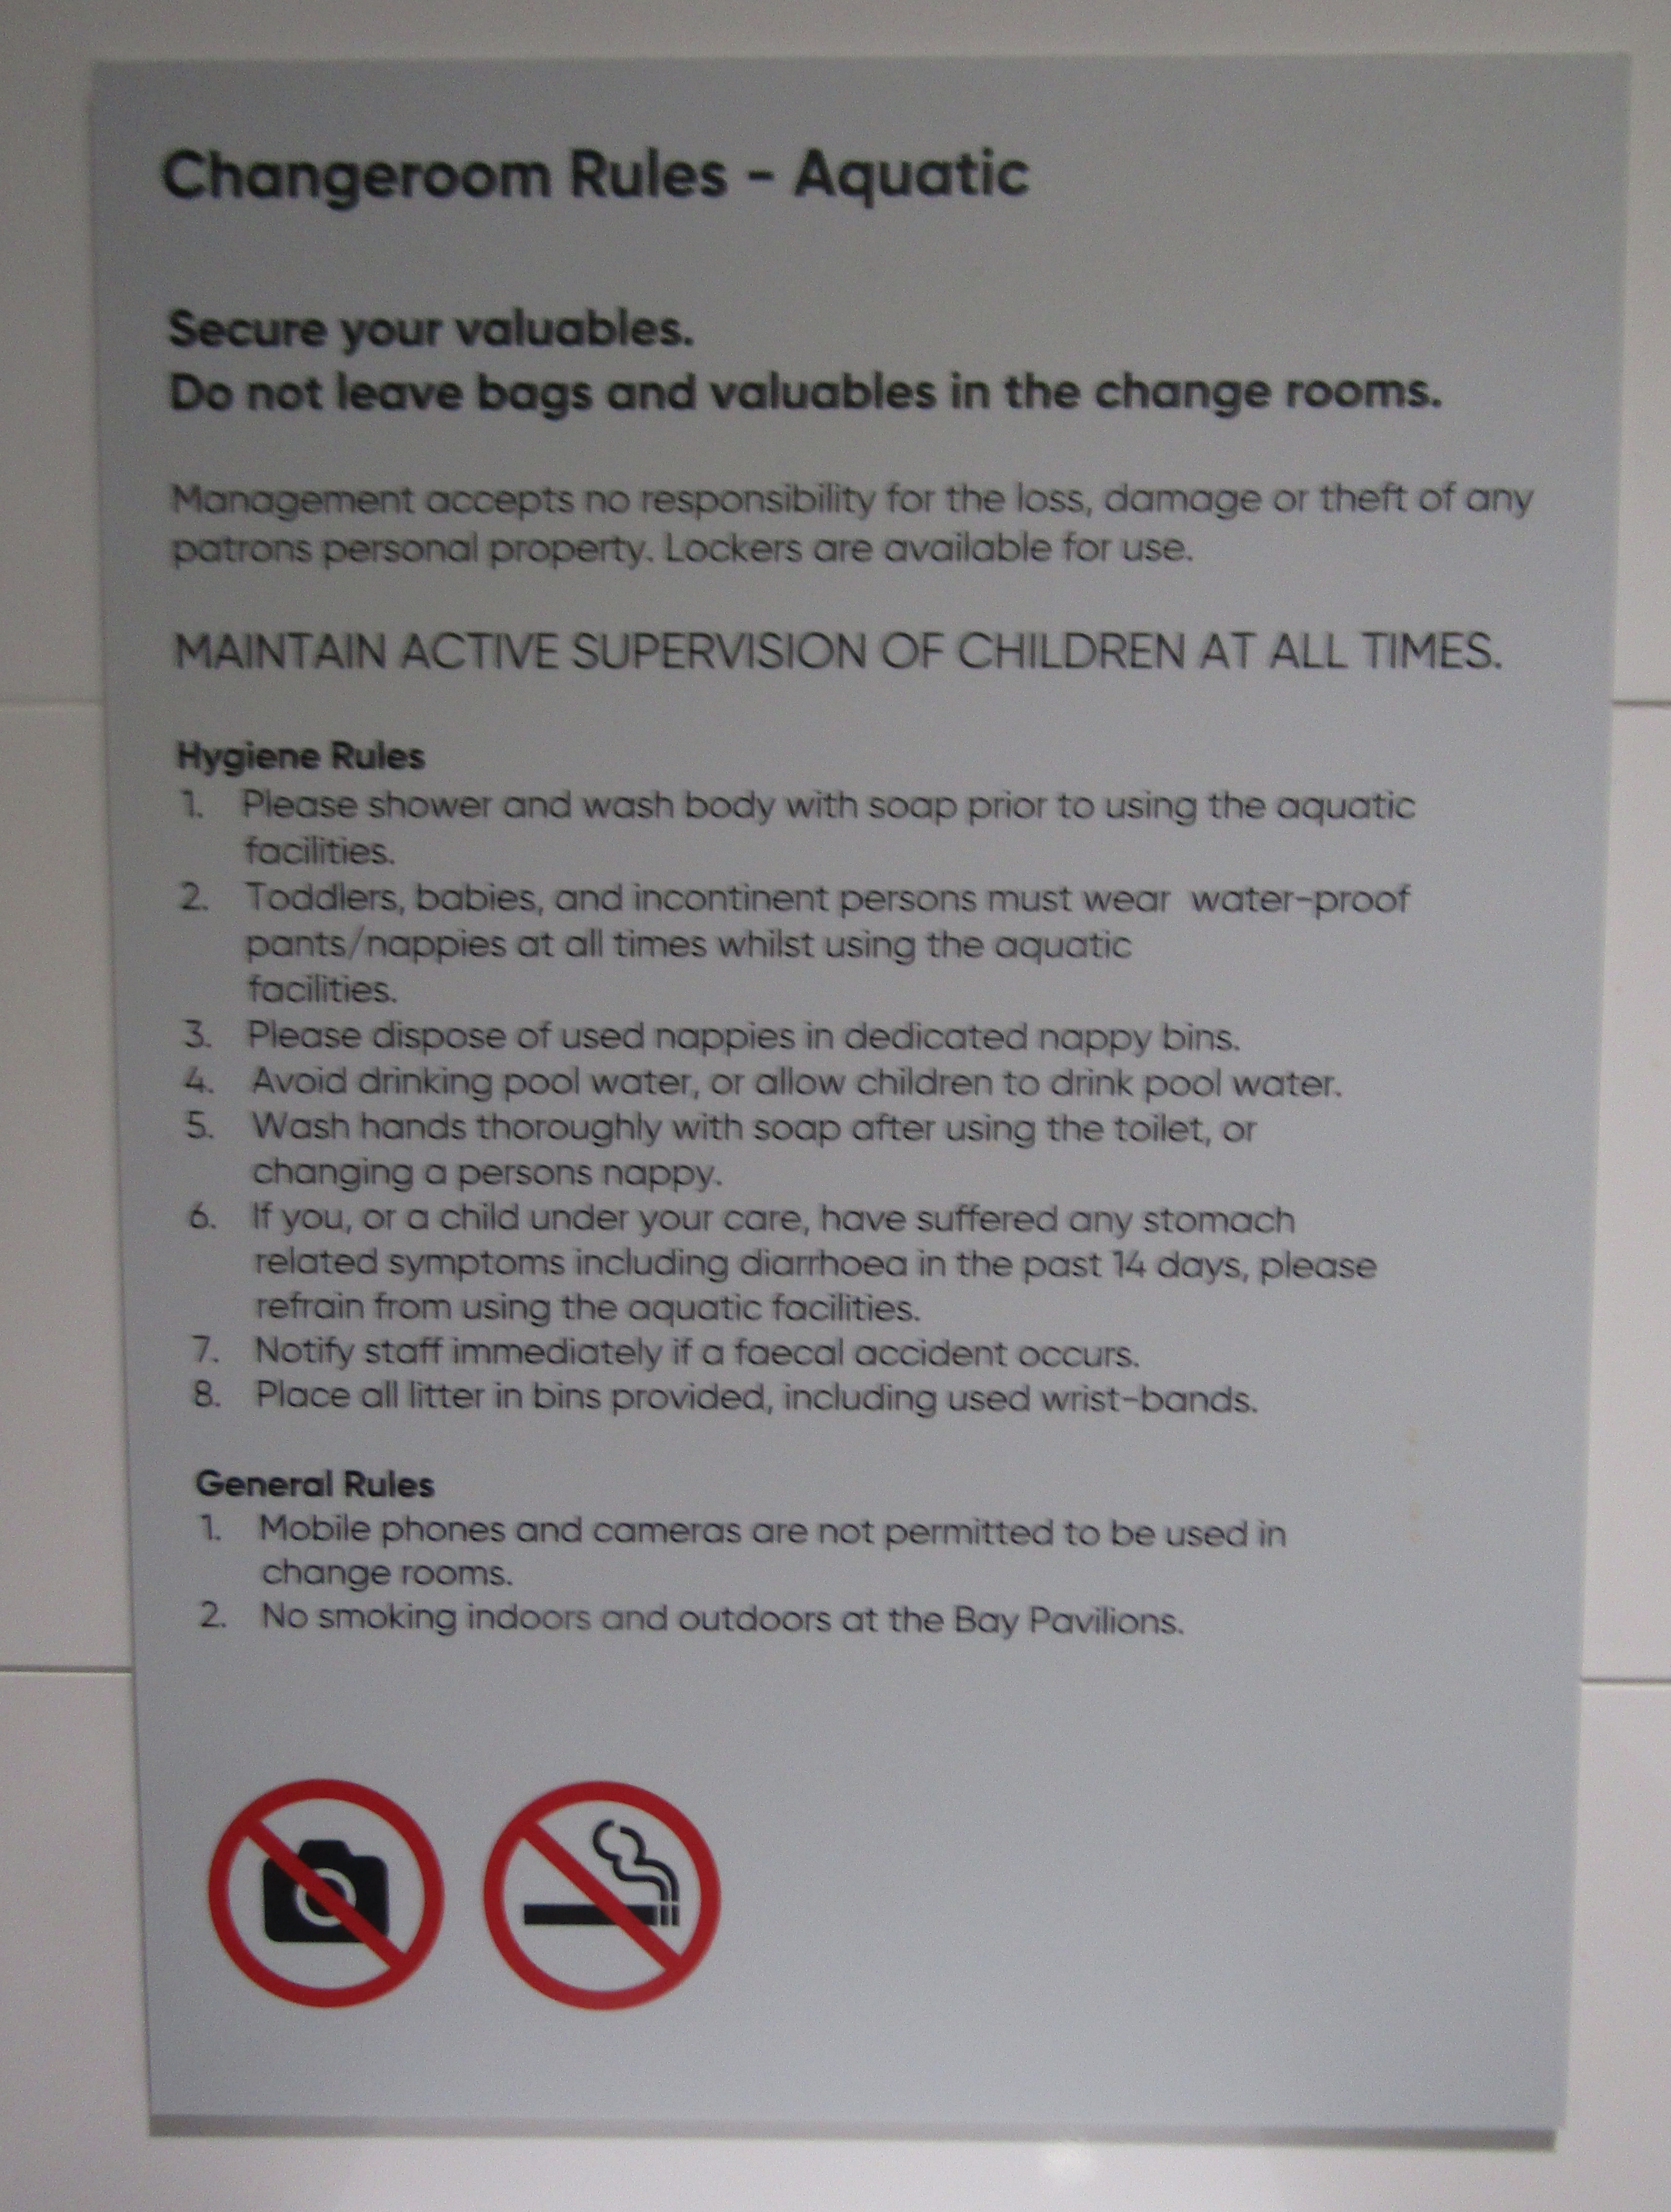 Changeroom Rules - Aquatic
Secure your valuables.
Do not leave bags and valuables in the change rooms.
Management accepts no responsibility for the loss, damage or theft of any
patrons personal property. Lockers are available for use.
MAINTAIN ACTIVE SUPERVISION OF CHILDREN AT ALL TIMES.
Hygiene Rules
1. Please shower and wash body with soap prior to using the aquatic
facilities.
2. Toddlers, babies, and incontinent persons must wear  water-proof
pants/nappies at all times whilst using the aquatic
facilities.
3. Please dispose of used nappies in dedicated nappy bins.
4. Avoid drinking pool water, or allow children to drink pool water.
5. Wash hands thoroughly with soap after using the toilet, or
changing a persons nappy.
6. If you, or a child under your care, have suffered any stomach
related symptoms including diarrhoea in the past 14 days, please
refrain from using the aquatic facilities.
7. Notify staff immediately if a faecal accident occurs.
8. Place all litter in bins provided, including used wrist-bands.
General Rules
1. Mobile phones and cameras are not permitted to be used in
change rooms.
2. No smoking indoors and outdoors at the Bay Pavilions.